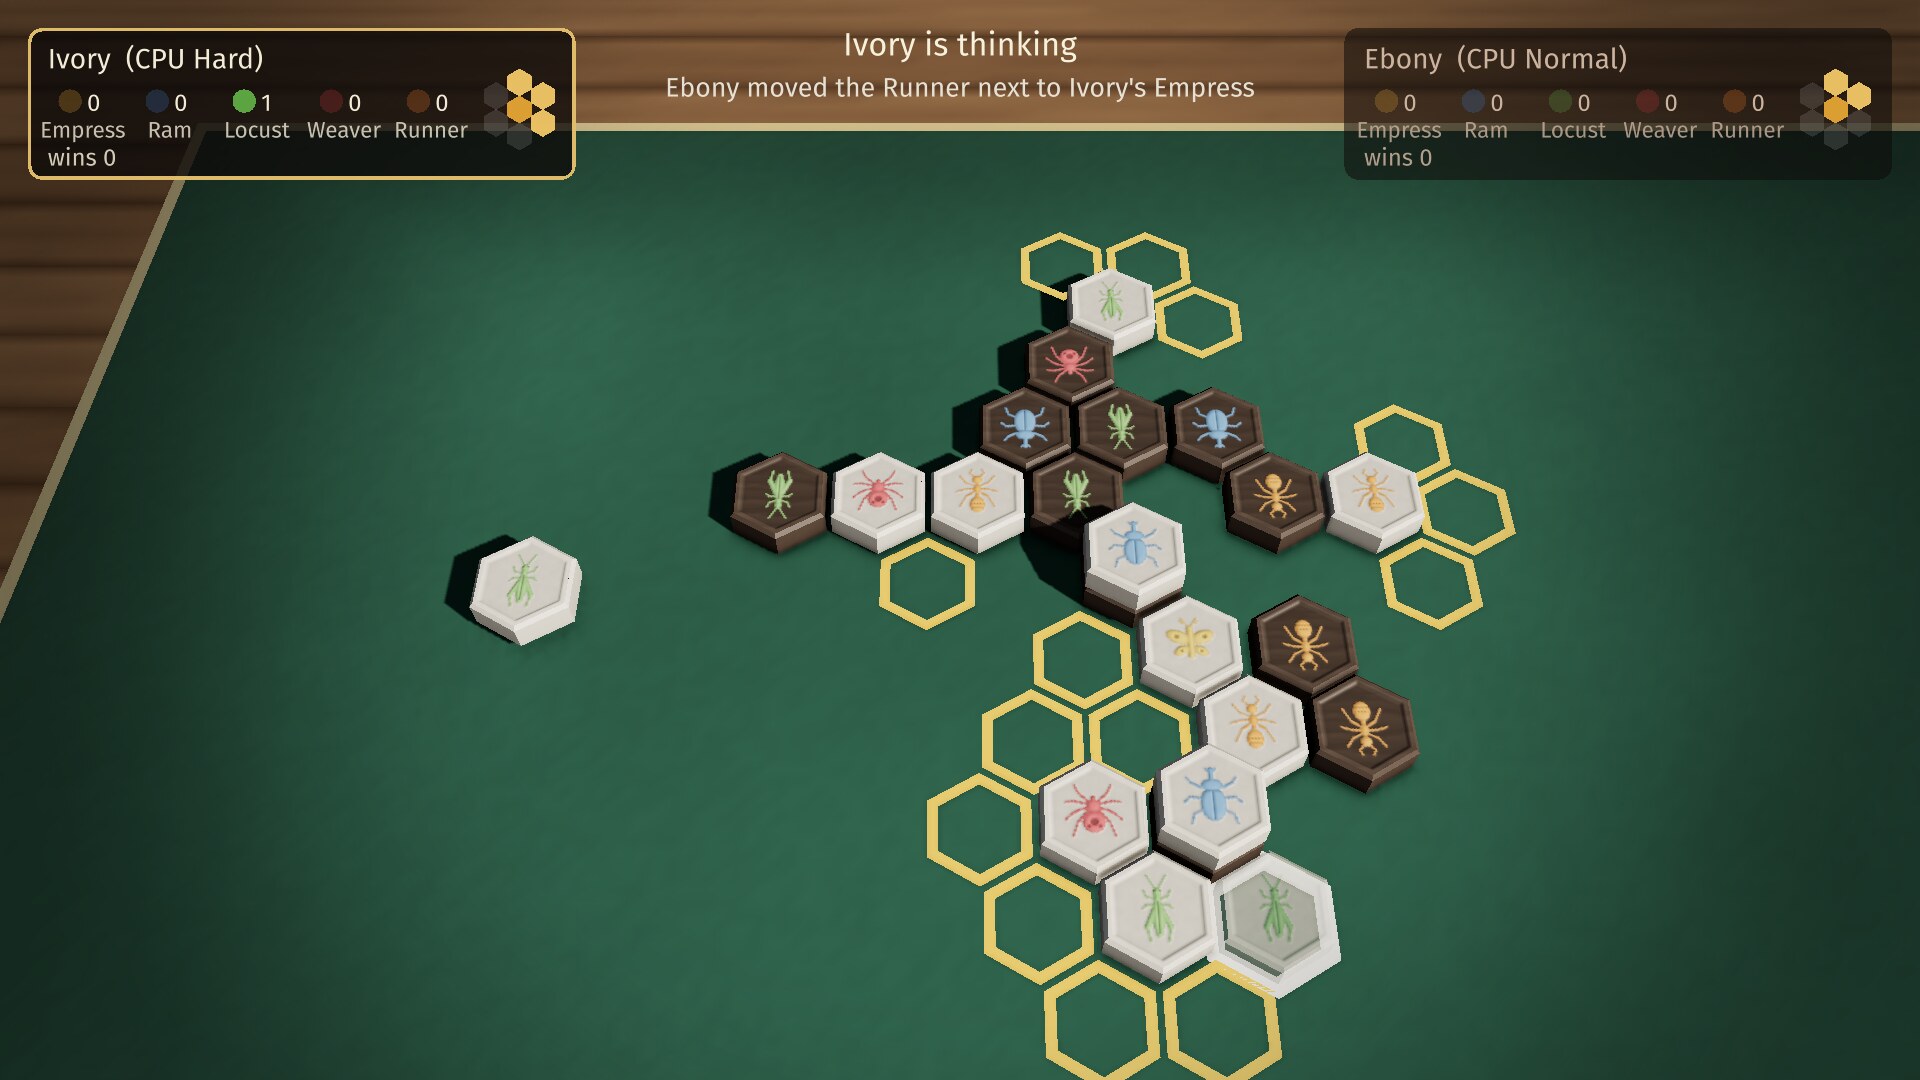 Ivory (CPU Hard)
0 0 1 0 0
Empress Ram Locust Weaver Runner
wins 0
Ivory is thinking
Ebony moved the Runner next to Ivory's Empress
Ebony (CPU Normal)
0 0 0 0 0
Empress Ram Locust Weaver Runner
wins 0